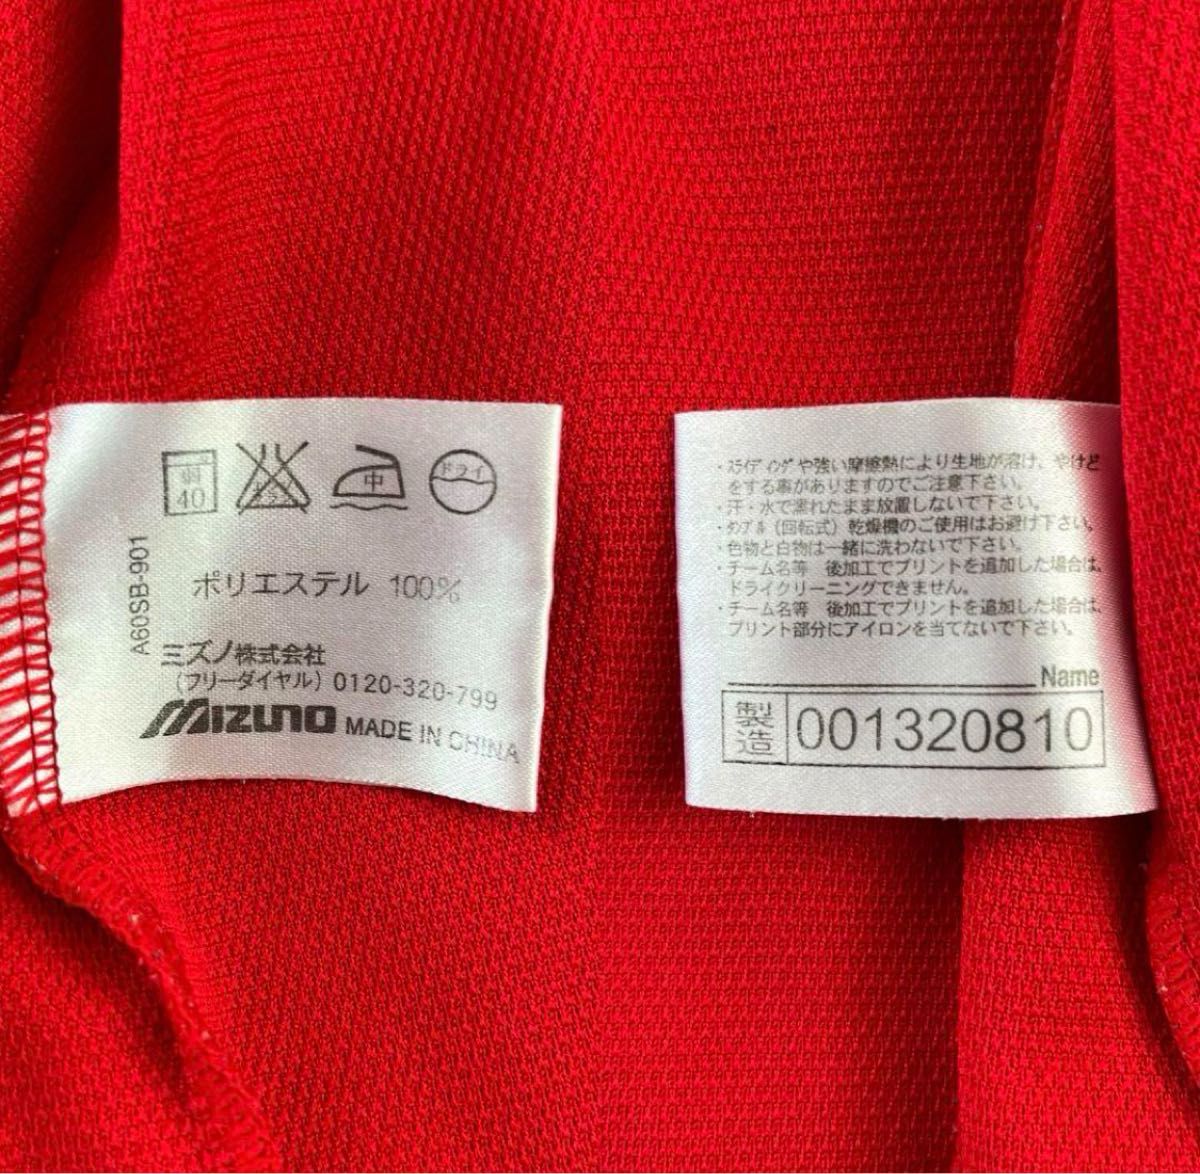 弱
40
中
ドライ
A60SB-901
ポリエステル 100%
ミズノ株式会社
(フリーダイヤル) 0120-320-799
MIZUNO MADE IN CHINA
・スライディングや強い摩擦熱により生地が溶け、やけど
をする事がありますのでご注意下さい。
・汗・水で濡れたまま放置しないで下さい。
・タンブル(回転式)乾燥機のご使用はお避け下さい。
・色物と白物は一緒に洗わないで下さい。
・チーム名等 後加工でプリントを追加した場合は、
ドライクリーニングできません。
・チーム名等 後加工でプリントを追加した場合は、
プリント部分にアイロンを当てないで下さい。
Name
製造 001320810